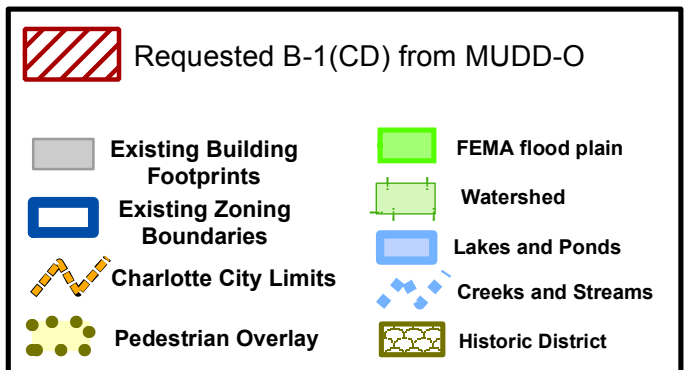 Requested B-1(CD) from MUDD-O
Existing Building
Footprints
Existing Zoning
Boundaries
Charlotte City Limits
Pedestrian Overlay
FEMA flood plain
Watershed
Lakes and Ponds
Creeks and Streams
Historic District